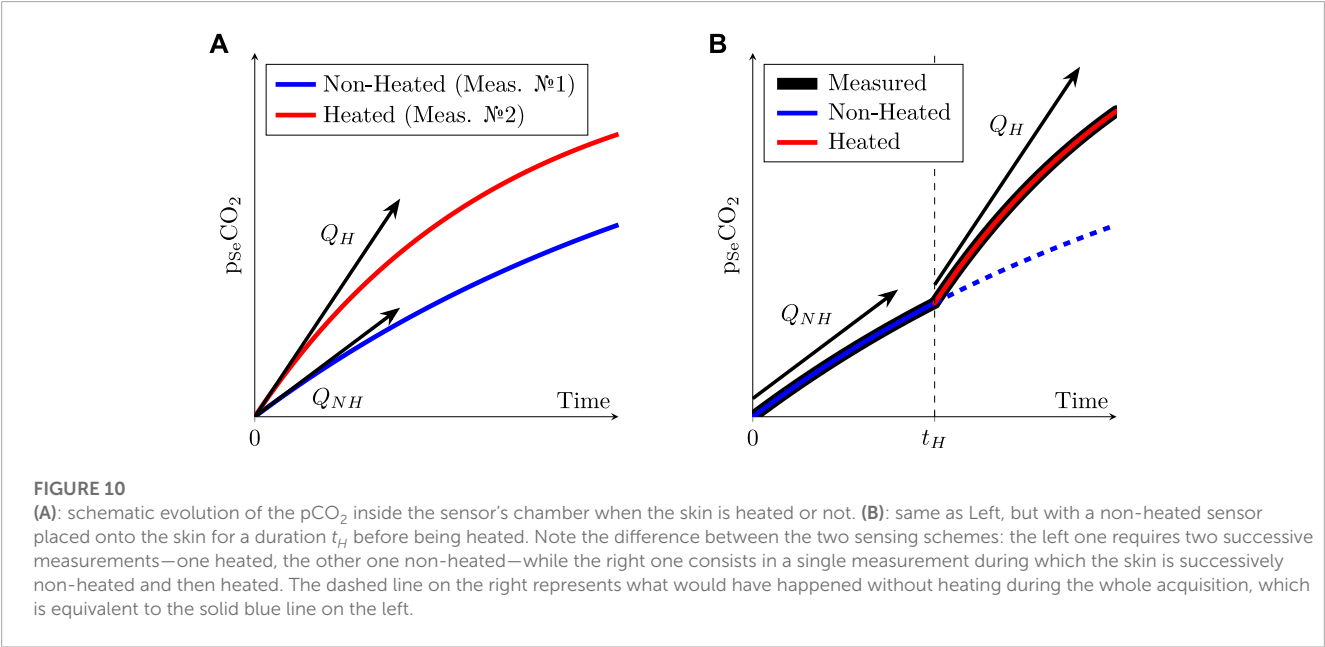 A
Non-Heated (Meas. №1)
Heated (Meas. №2)
pSeCO2
QH
QNH
Time
0
B
Measured
Non-Heated
Heated
pSeCO2
QH
QNH
Time
0
tH
FIGURE 10
(A): schematic evolution of the pCO2 inside the sensor's chamber when the skin is heated or not. (B): same as Left, but with a non-heated sensor
placed onto the skin for a duration tH before being heated. Note the difference between the two sensing schemes: the left one requires two successive
measurements—one heated, the other one non-heated—while the right one consists in a single measurement during which the skin is successively
non-heated and then heated. The dashed line on the right represents what would have happened without heating during the whole acquisition, which
is equivalent to the solid blue line on the left.